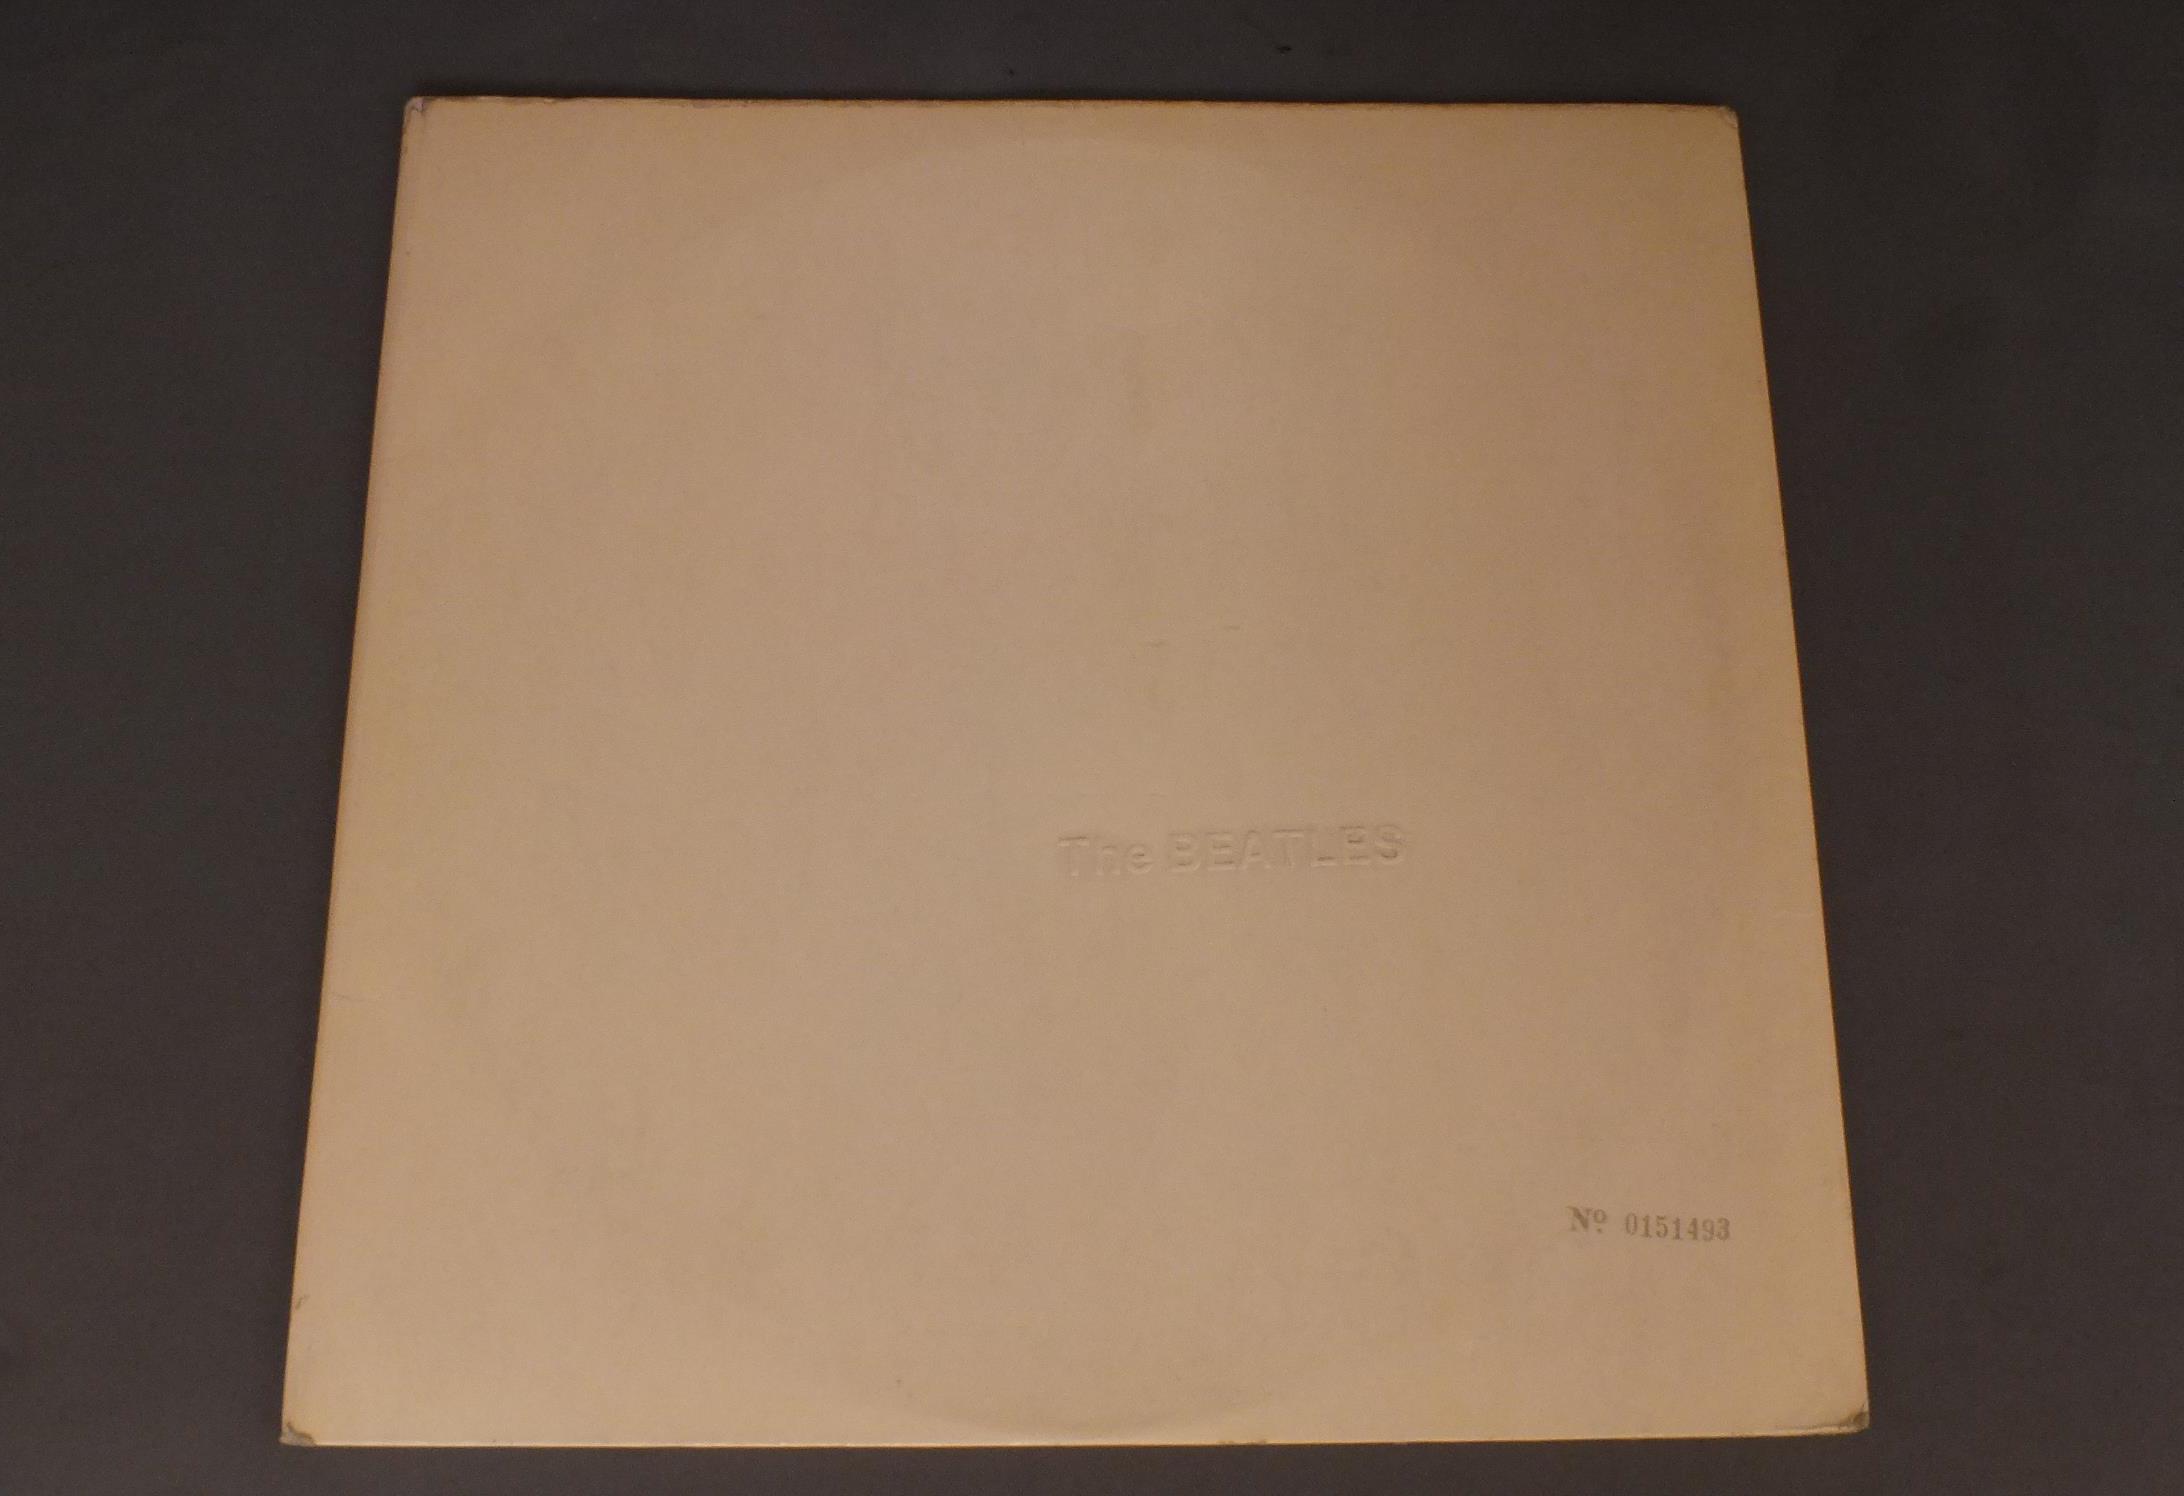 The BEATLES
Nº. 0151493